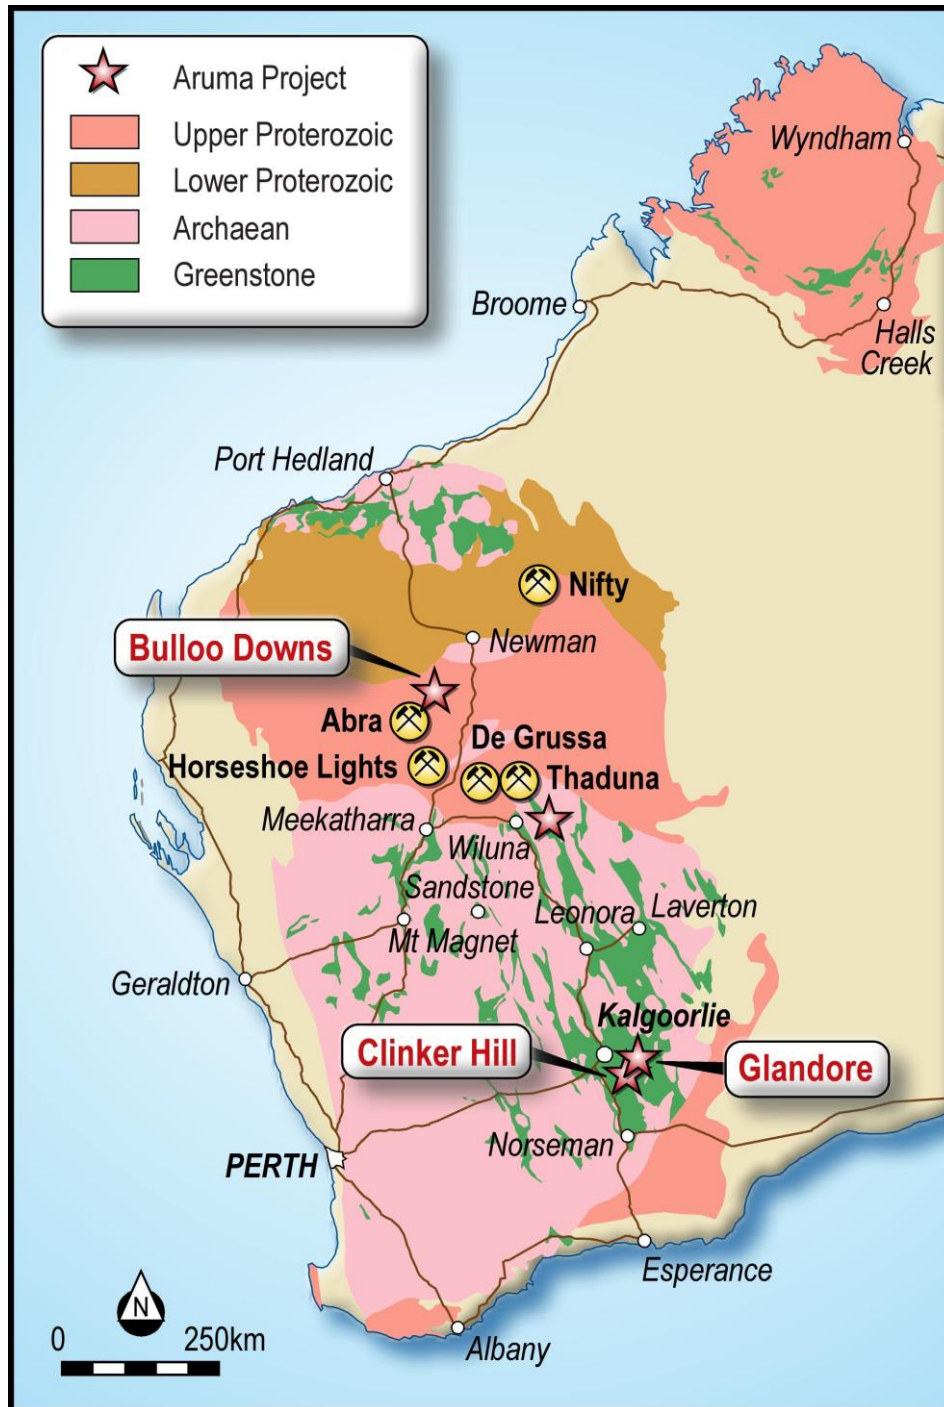 Aruma Project
Upper Proterozoic
Lower Proterozoic
Archaean
Greenstone
Wyndham
Broome
Halls
Creek
Port Hedland
Nifty
Newman
Bulloo Downs
Abra
De Grussa
Horseshoe Lights
Thaduna
Meekatharra
Wiluna
Sandstone
Leonora
Laverton
Mt Magnet
Geraldton
Kalgoorlie
Clinker Hill
Glandore
Norseman
PERTH
Esperance
N
0 250km
Albany